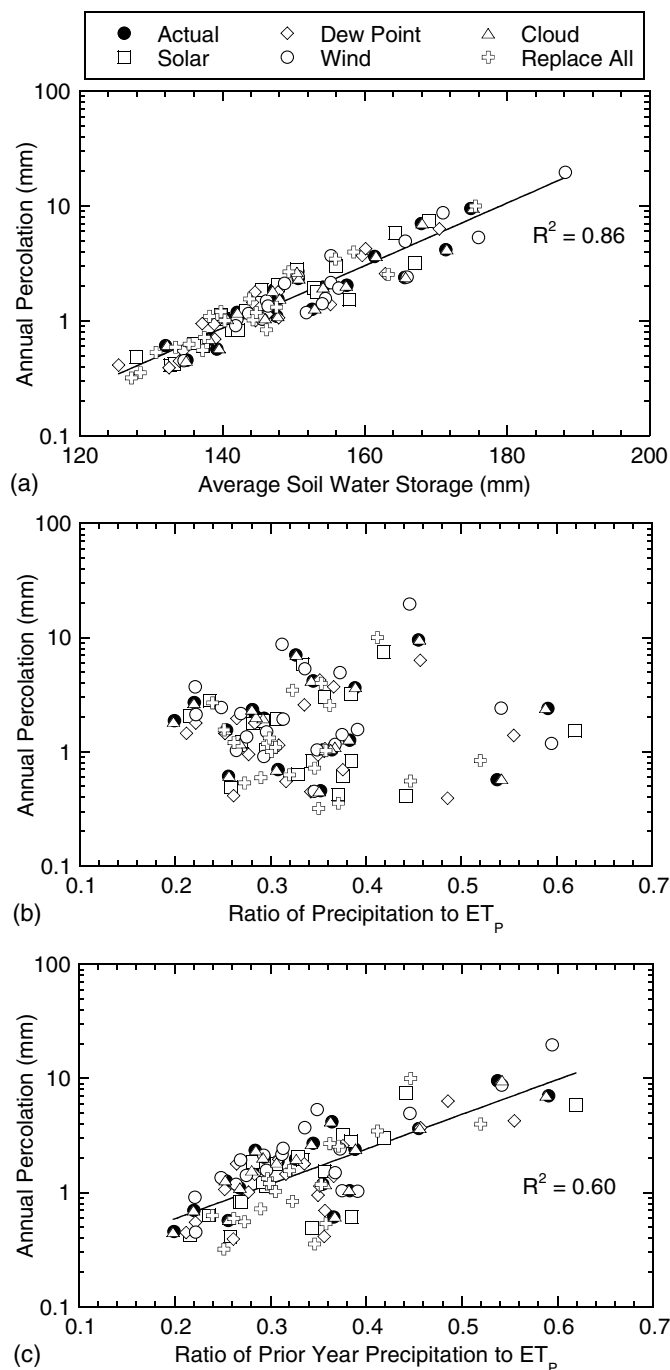 Actual Dew Point Cloud
Solar Wind Replace All
100
10
1
0.1
Annual Percolation (mm)
R² = 0.86
120 140 160 180 200
(a) Average Soil Water Storage (mm)
100
10
1
0.1
Annual Percolation (mm)
0.1 0.2 0.3 0.4 0.5 0.6 0.7
(b) Ratio of Precipitation to ET_P
100
10
1
0.1
Annual Percolation (mm)
R² = 0.60
0.1 0.2 0.3 0.4 0.5 0.6 0.7
(c) Ratio of Prior Year Precipitation to ET_P